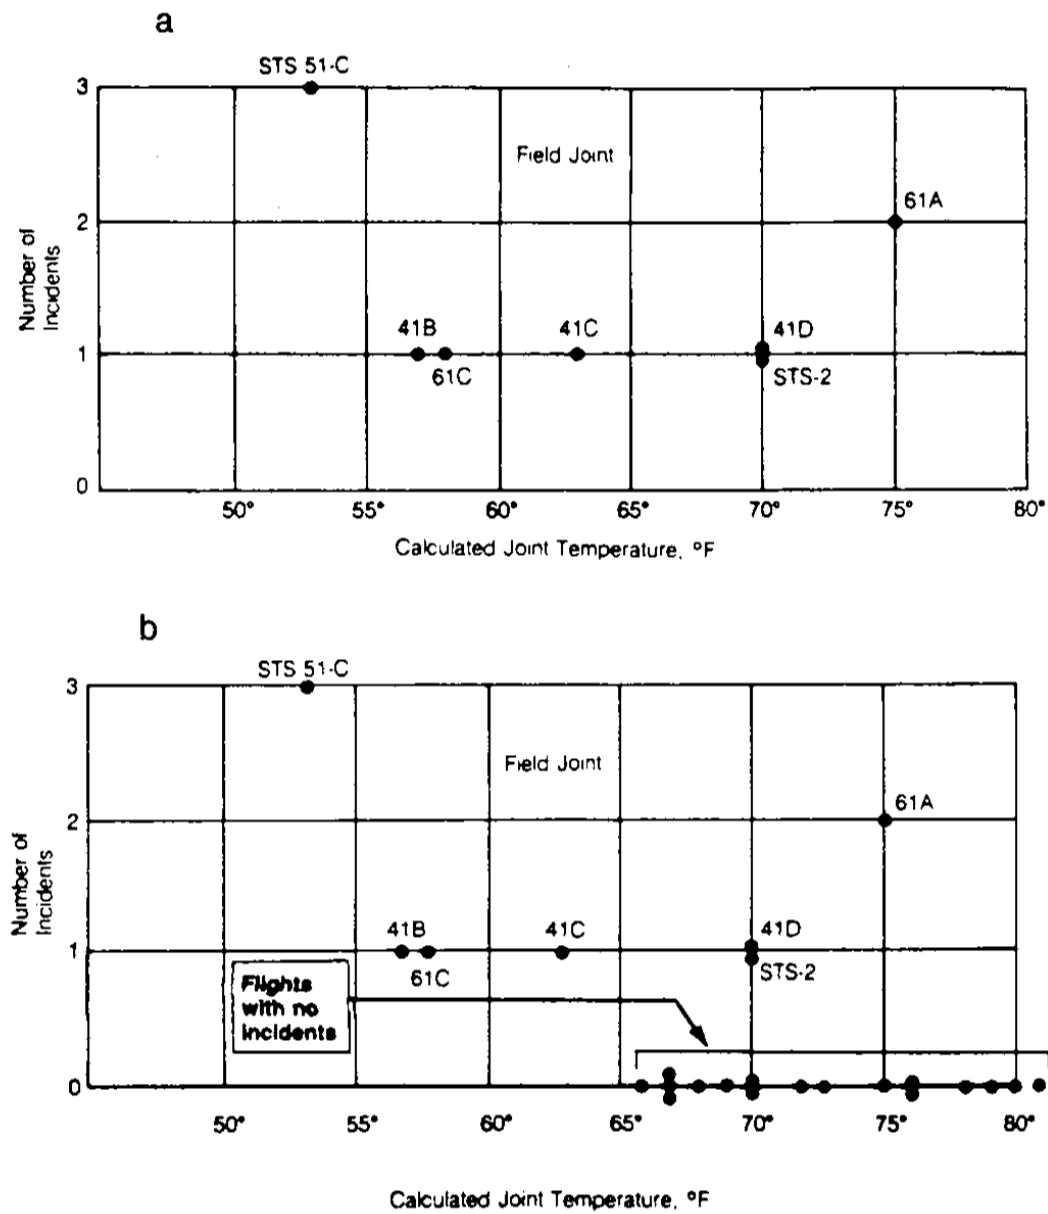 a
STS 51-C
3
Field Joint
61A
2
Number of
Incidents
41B
41C
41D
1
61C
STS-2
0
50° 55° 60° 65° 70° 75° 80°
Calculated Joint Temperature, °F
b
STS 51-C
3
Field Joint
61A
2
Number of
Incidents
41B
41C
41D
1
61C
STS-2
Flights
with no
incidents
0
50° 55° 60° 65° 70° 75° 80°
Calculated Joint Temperature, °F